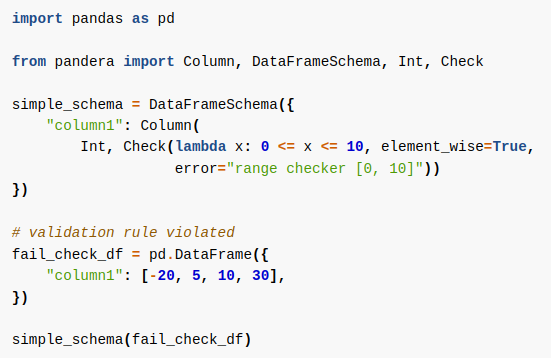 import pandas as pd

from pandera import Column, DataFrameSchema, Int, Check

simple_schema = DataFrameSchema({
    "column1": Column(
        Int, Check(lambda x: 0 <= x <= 10, element_wise=True,
                   error="range checker [0, 10]"))
})

# validation rule violated
fail_check_df = pd.DataFrame({
    "column1": [-20, 5, 10, 30],
})

simple_schema(fail_check_df)